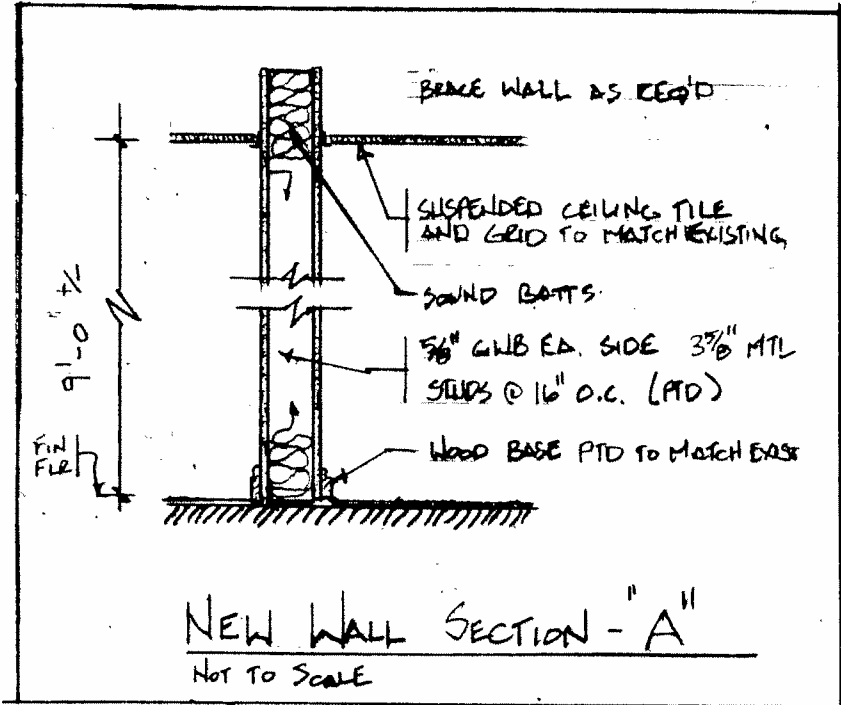 BRACE WALL AS REQ'D
SUSPENDED CEILING TILE
AND GRID TO MATCH EXISTING
SOUND BATTS
5/8" GWB EA. SIDE 3 5/8" MTL
STUDS @ 16" O.C. (PTD)
WOOD BASE PTD TO MATCH EXIST
9'-0" +/-
FIN
FLR
NEW WALL SECTION - "A"
NOT TO SCALE